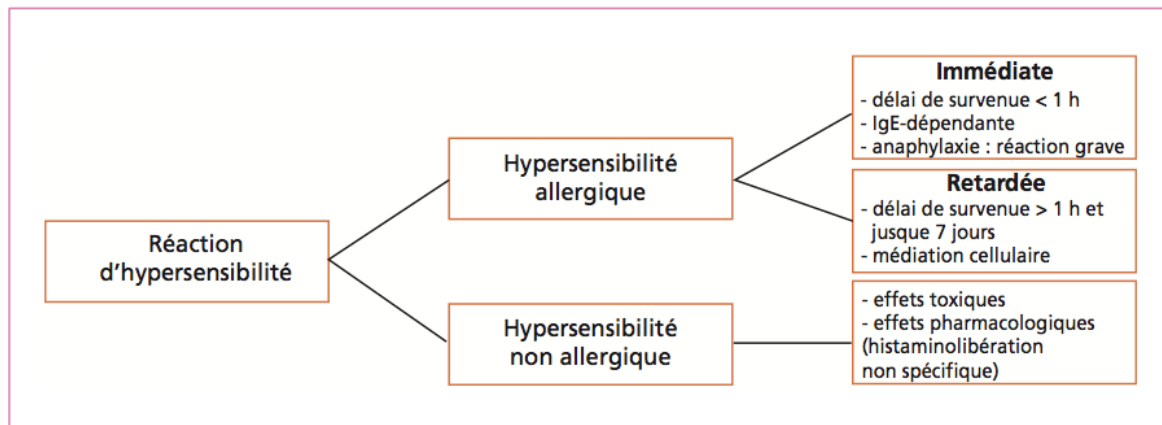 Réaction
d'hypersensibilité
Hypersensibilité
allergique
Immédiate
- délai de survenue < 1 h
- IgE-dépendante
- anaphylaxie : réaction grave
Retardée
- délai de survenue > 1 h et
jusque 7 jours
- médiation cellulaire
Hypersensibilité
non allergique
- effets toxiques
- effets pharmacologiques
(histaminolibération
non spécifique)